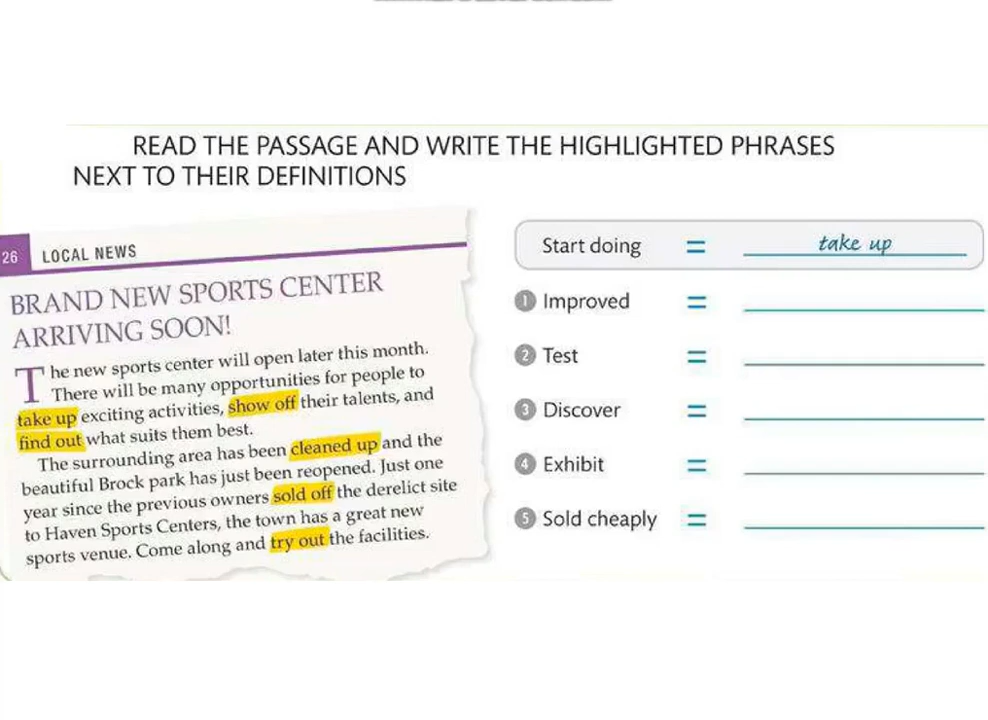 READ THE PASSAGE AND WRITE THE HIGHLIGHTED PHRASES
NEXT TO THEIR DEFINITIONS
26 LOCAL NEWS
BRAND NEW SPORTS CENTER
ARRIVING SOON!
The new sports center will open later this month.
There will be many opportunities for people to
take up exciting activities, show off their talents, and
find out what suits them best.
The surrounding area has been cleaned up and the
beautiful Brock park has just been reopened. Just one
year since the previous owners sold off the derelict site
to Haven Sports Centers, the town has a great new
sports venue. Come along and try out the facilities.
Start doing = take up
1 Improved =
2 Test =
3 Discover =
4 Exhibit =
5 Sold cheaply =